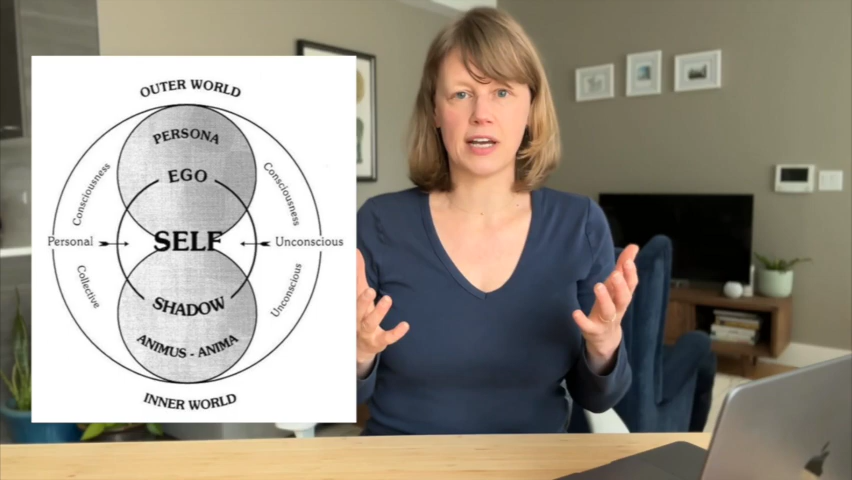 OUTER WORLD
PERSONA
EGO
Consciousness
Consciousness
Personal
SELF
Unconscious
Collective
Unconscious
SHADOW
ANIMUS - ANIMA
INNER WORLD